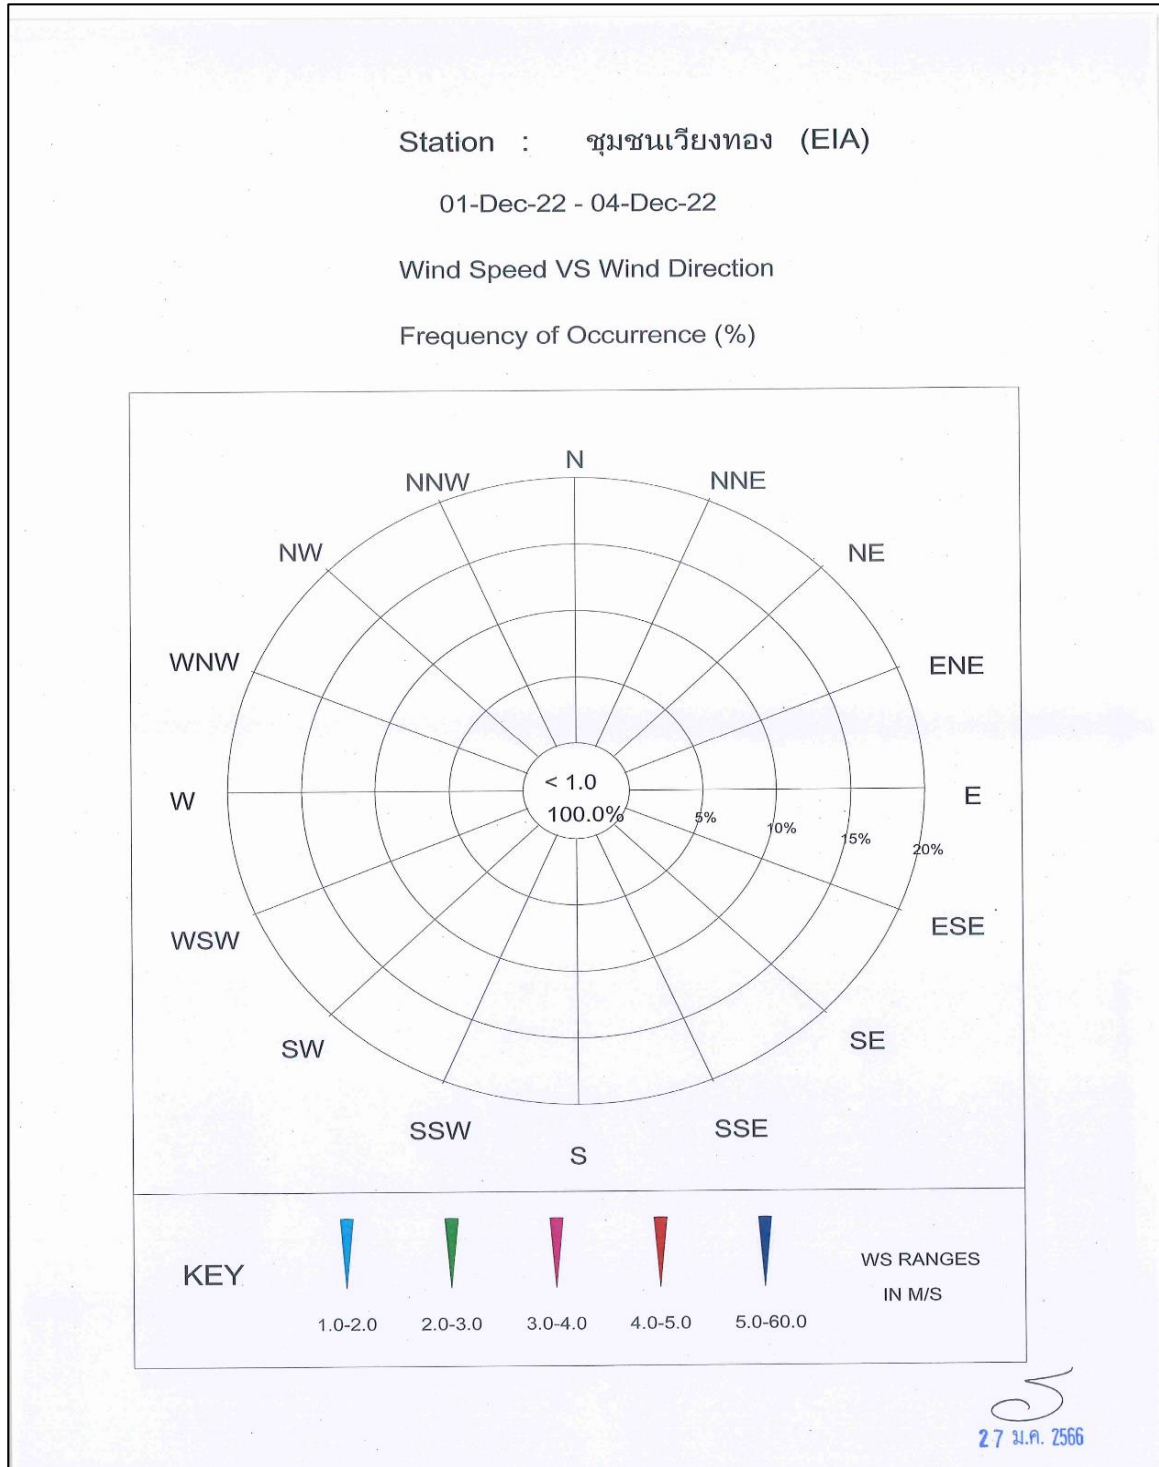 Station : ชุมชนเวียงทอง (EIA)
01-Dec-22 - 04-Dec-22
Wind Speed VS Wind Direction
Frequency of Occurrence (%)
N
NNW
NNE
NW
NE
WNW
ENE
< 1.0
W
E
100.0%
5%
10%
15%
20%
WSW
ESE
SW
SE
SSW
SSE
S
KEY
WS RANGES
IN M/S
1.0-2.0 2.0-3.0 3.0-4.0 4.0-5.0 5.0-60.0
27 ม.ค. 2566